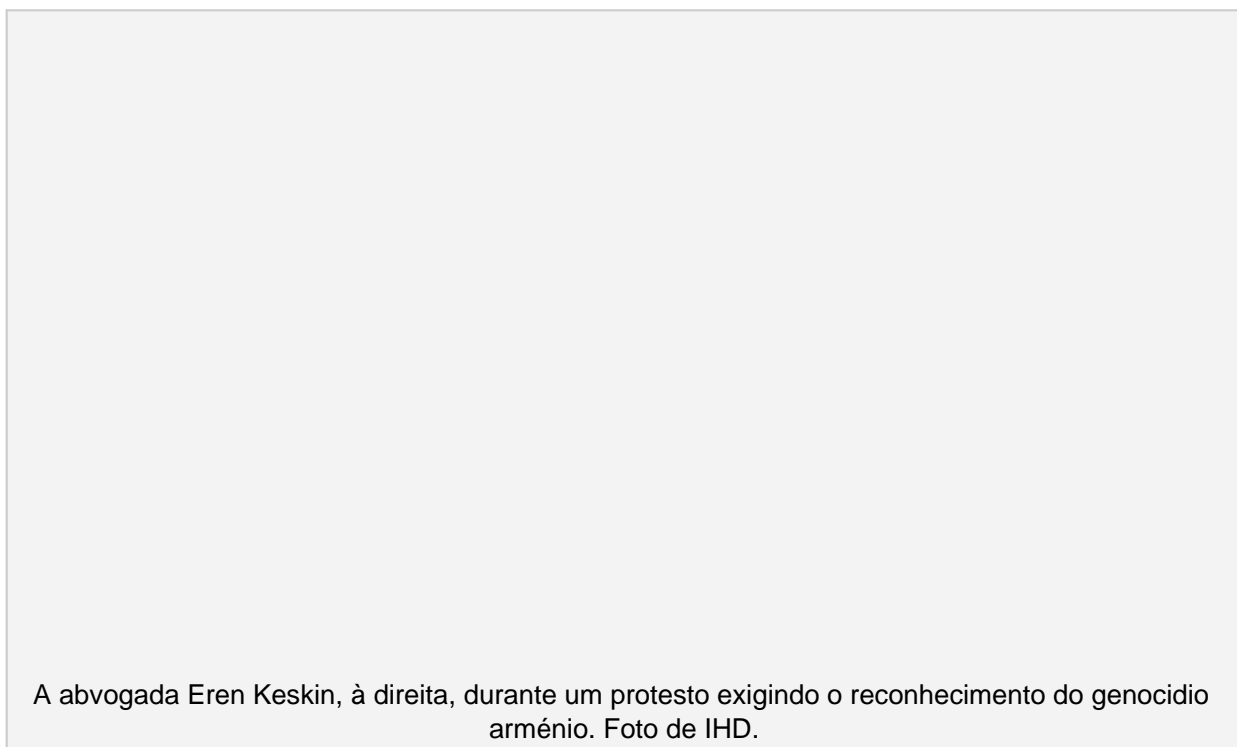 A abvogada Eren Keskin, à direita, durante um protesto exigindo o reconhecimento do genocidio
arménio. Foto de IHD.